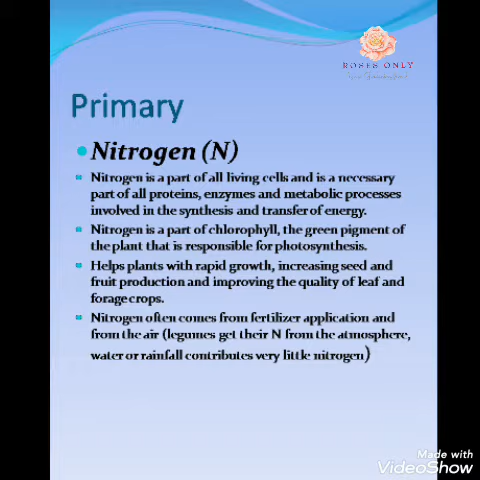 ROSES ONLY
Primary
Nitrogen (N)
Nitrogen is a part of all living cells and is a necessary
part of all proteins, enzymes and metabolic processes
involved in the synthesis and transfer of energy.
Nitrogen is a part of chlorophyll, the green pigment of
the plant that is responsible for photosynthesis.
Helps plants with rapid growth, increasing seed and
fruit production and improving the quality of leaf and
forage crops.
Nitrogen often comes from fertilizer application and
from the air (legumes get their N from the atmosphere,
water or rainfall contributes very little nitrogen)
Made with
VideoShow